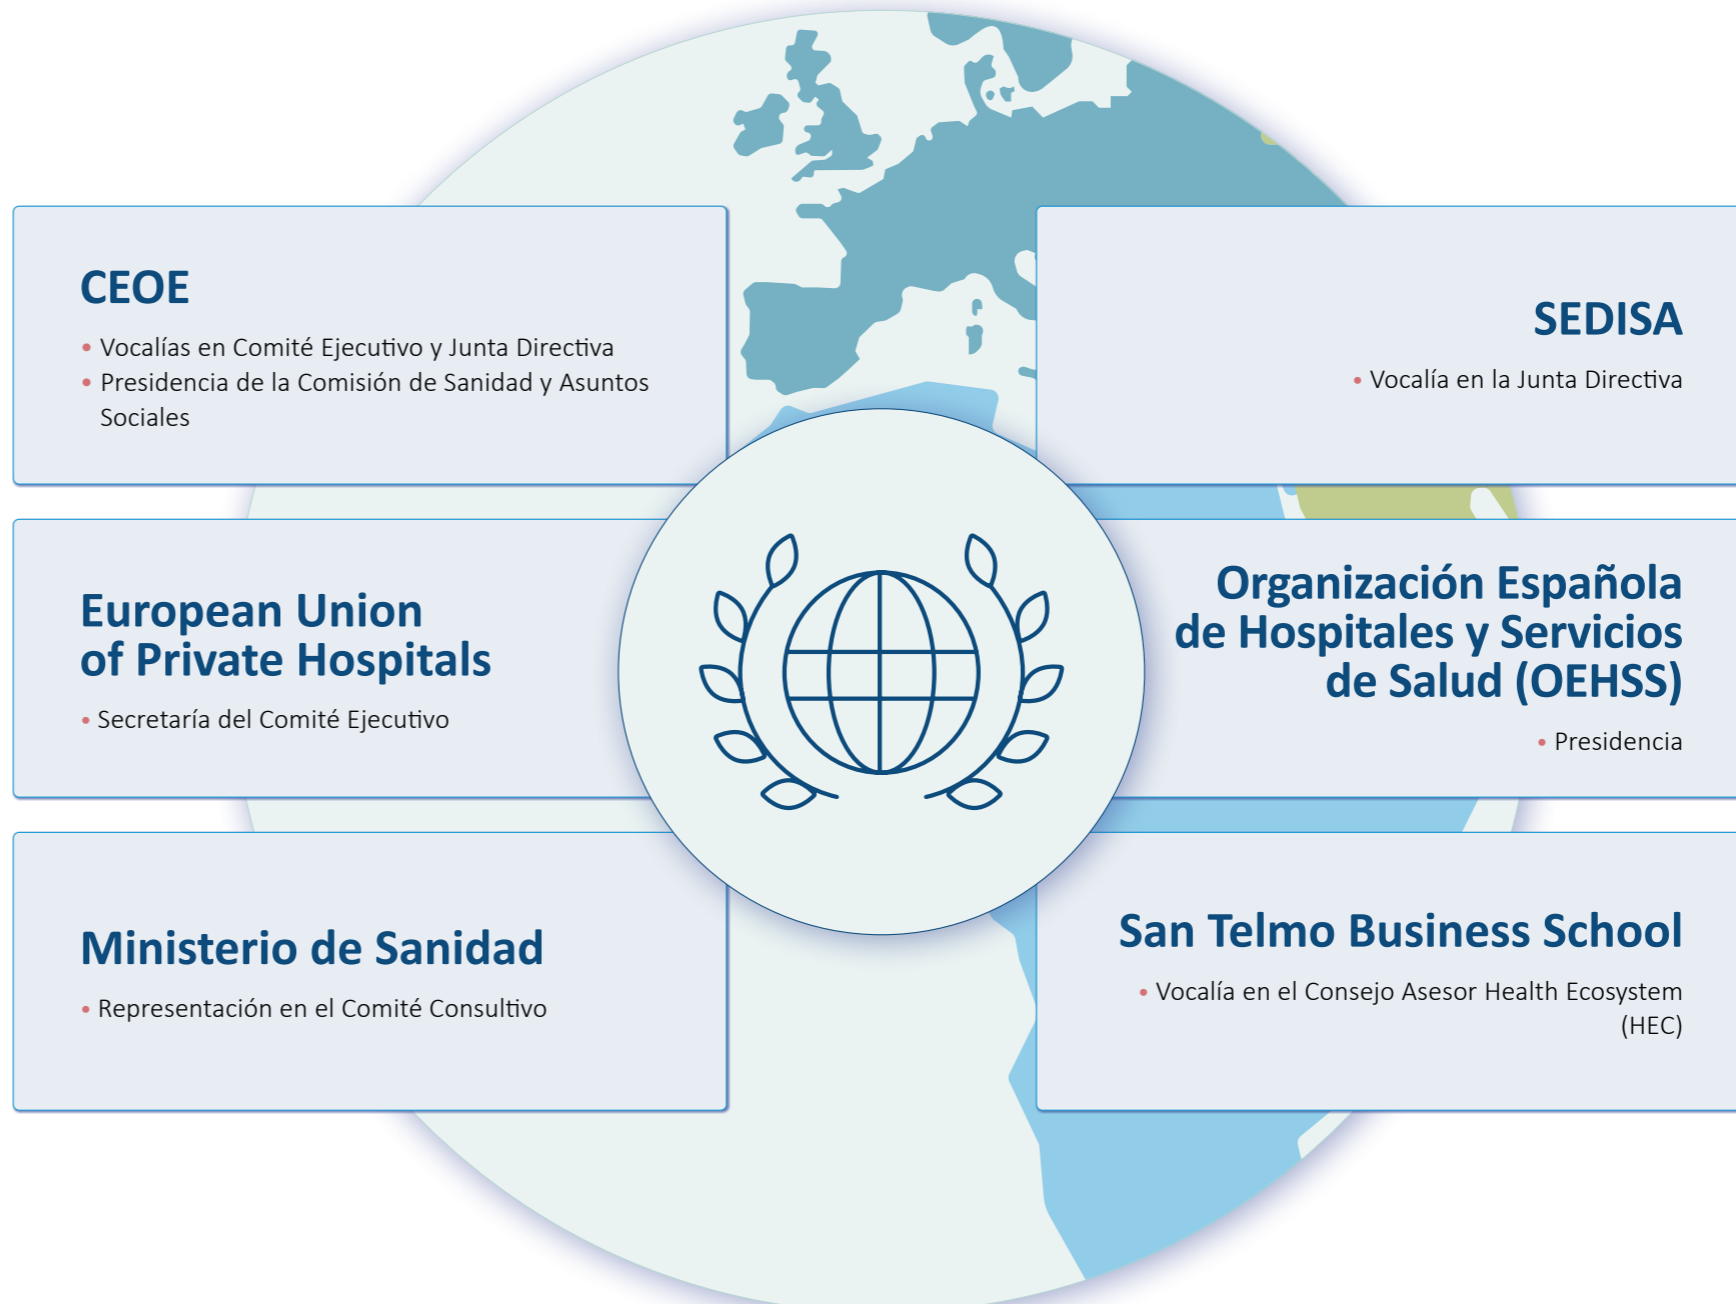 CEOE
• Vocalías en Comité Ejecutivo y Junta Directiva
• Presidencia de la Comisión de Sanidad y Asuntos
Sociales
European Union
of Private Hospitals
• Secretaría del Comité Ejecutivo
Ministerio de Sanidad
• Representación en el Comité Consultivo
SEDISA
• Vocalía en la Junta Directiva
Organización Española
de Hospitales y Servicios
de Salud (OEHSS)
• Presidencia
San Telmo Business School
• Vocalía en el Consejo Asesor Health Ecosystem
(HEC)